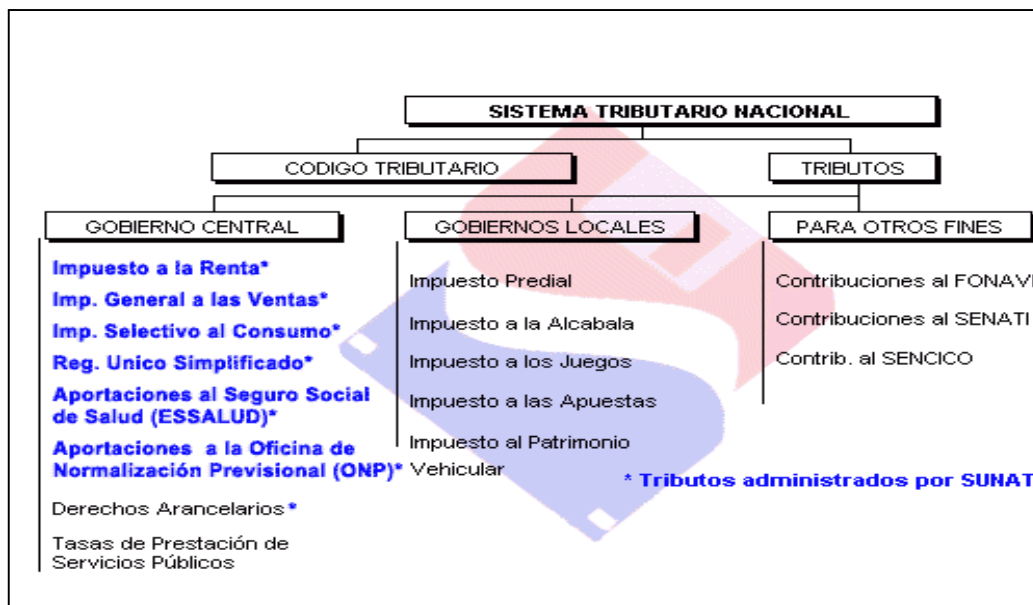 SISTEMA TRIBUTARIO NACIONAL
CODIGO TRIBUTARIO
TRIBUTOS
GOBIERNO CENTRAL
Impuesto a la Renta*
Imp. General a las Ventas*
Imp. Selectivo al Consumo*
Reg. Unico Simplificado*
Aportaciones al Seguro Social
de Salud (ESSALUD)*
Aportaciones a la Oficina de
Normalización Previsional (ONP)*
Derechos Arancelarios*
Tasas de Prestación de
Servicios Públicos
GOBIERNOS LOCALES
Impuesto Predial
Impuesto a la Alcabala
Impuesto a los Juegos
Impuesto a las Apuestas
Impuesto al Patrimonio
Vehicular
PARA OTROS FINES
Contribuciones al FONAVI
Contribuciones al SENATI
Contrib. al SENCICO
* Tributos administrados por SUNAT